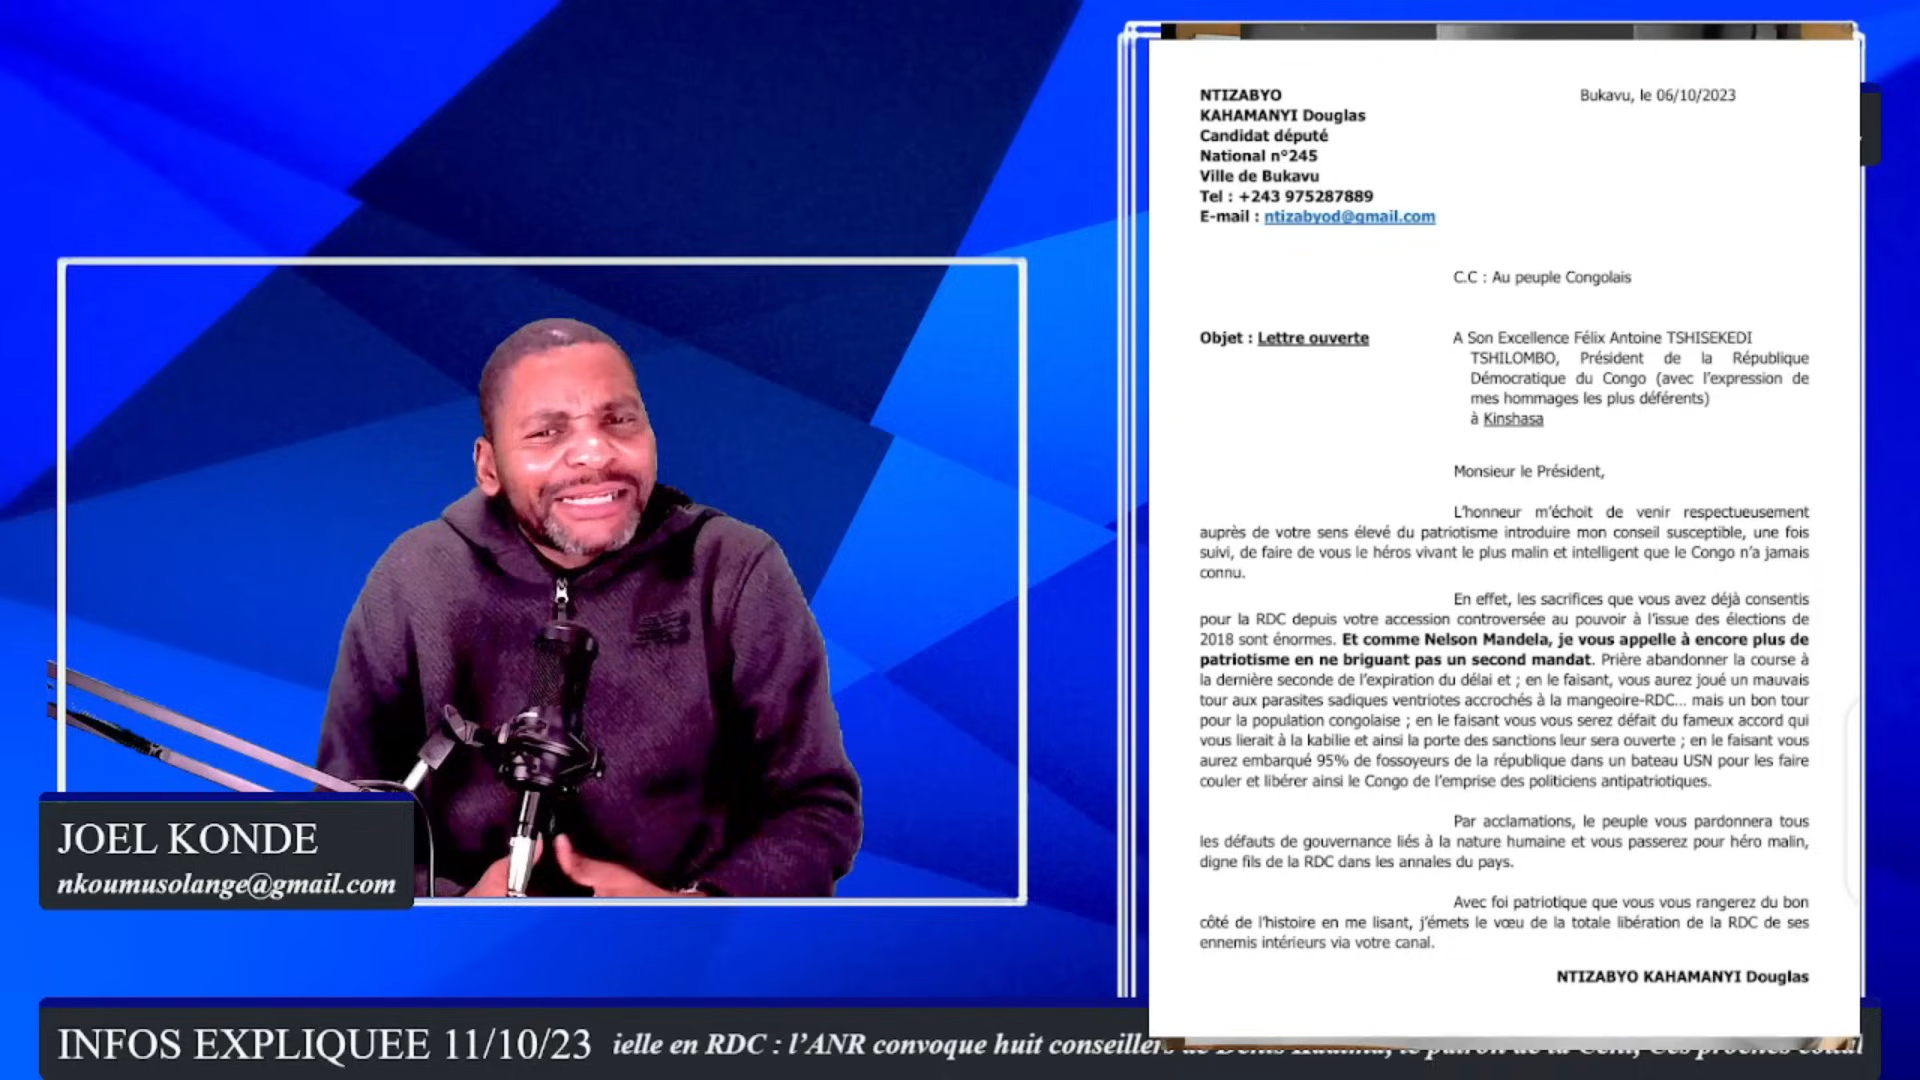 NTIZABYO
KAHAMANYI Douglas
Candidat député
National n°245
Ville de Bukavu
Tel : +243 975287889
E-mail : ntizabyod@gmail.com
Bukavu, le 06/10/2023
C.C : Au peuple Congolais
Objet : Lettre ouverte
A Son Excellence Félix Antoine TSHISEKEDI
TSHILOMBO, Président de la République
Démocratique du Congo (avec l'expression de
mes hommages les plus déférents)
à Kinshasa
Monsieur le Président,
L'honneur m'échoit de venir respectueusement
auprès de votre sens élevé du patriotisme introduire mon conseil susceptible, une fois
suivi, de faire de vous le héros vivant le plus malin et intelligent que le Congo n'a jamais
connu.
En effet, les sacrifices que vous avez déjà consentis
pour la RDC depuis votre accession controversée au pouvoir à l'issue des élections de
2018 sont énormes. Et comme Nelson Mandela, je vous appelle à encore plus de
patriotisme en ne briguant pas un second mandat. Prière abandonner la course à
la dernière seconde de l'expiration du délai et ; en le faisant, vous aurez joué un mauvais
tour aux parasites sadiques ventriotes accrochés à la mangeoire-RDC... mais un bon tour
pour la population congolaise ; en le faisant vous vous serez défait du fameux accord qui
vous lierait à la kabilie et ainsi la porte des sanctions leur sera ouverte ; en le faisant vous
aurez embarqué 95% de fossoyeurs de la république dans un bateau USN pour les faire
couler et libérer ainsi le Congo de l'emprise des politiciens antipatriotiques.
Par acclamations, le peuple vous pardonnera tous
les défauts de gouvernance liés à la nature humaine et vous passerez pour héro malin,
digne fils de la RDC dans les annales du pays.
Avec foi patriotique que vous vous rangerez du bon
côté de l'histoire en me lisant, j'émets le vœu de la totale libération de la RDC de ses
ennemis intérieurs via votre canal.
NTIZABYO KAHAMANYI Douglas
JOEL KONDE
nkoumusolange@gmail.com
INFOS EXPLIQUEE 11/10/23
ielle en RDC : l'ANR convoque huit conseillers